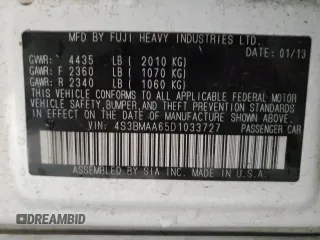 MFD BY FUJI HEAVY INDUSTRIES LTD.
DATE: 01/13
GVWR: 4435 LB ( 2010 KG)
GAWR: F 2360 LB ( 1070 KG)
GAWR: R 2340 LB ( 1060 KG)
THIS VEHICLE CONFORMS TO ALL APPLICABLE FEDERAL MOTOR
VEHICLE SAFETY, BUMPER, AND THEFT PREVENTION STANDARDS
IN EFFECT ON THE DATE OF MANUFACTURE SHOWN ABOVE.
VIN: 4S3BMAA65D1033727
PASSENGER CAR
ASSEMBLED BY SIA INC. MADE IN U.S.A.
©DREAMBID
DREAMBID.COM